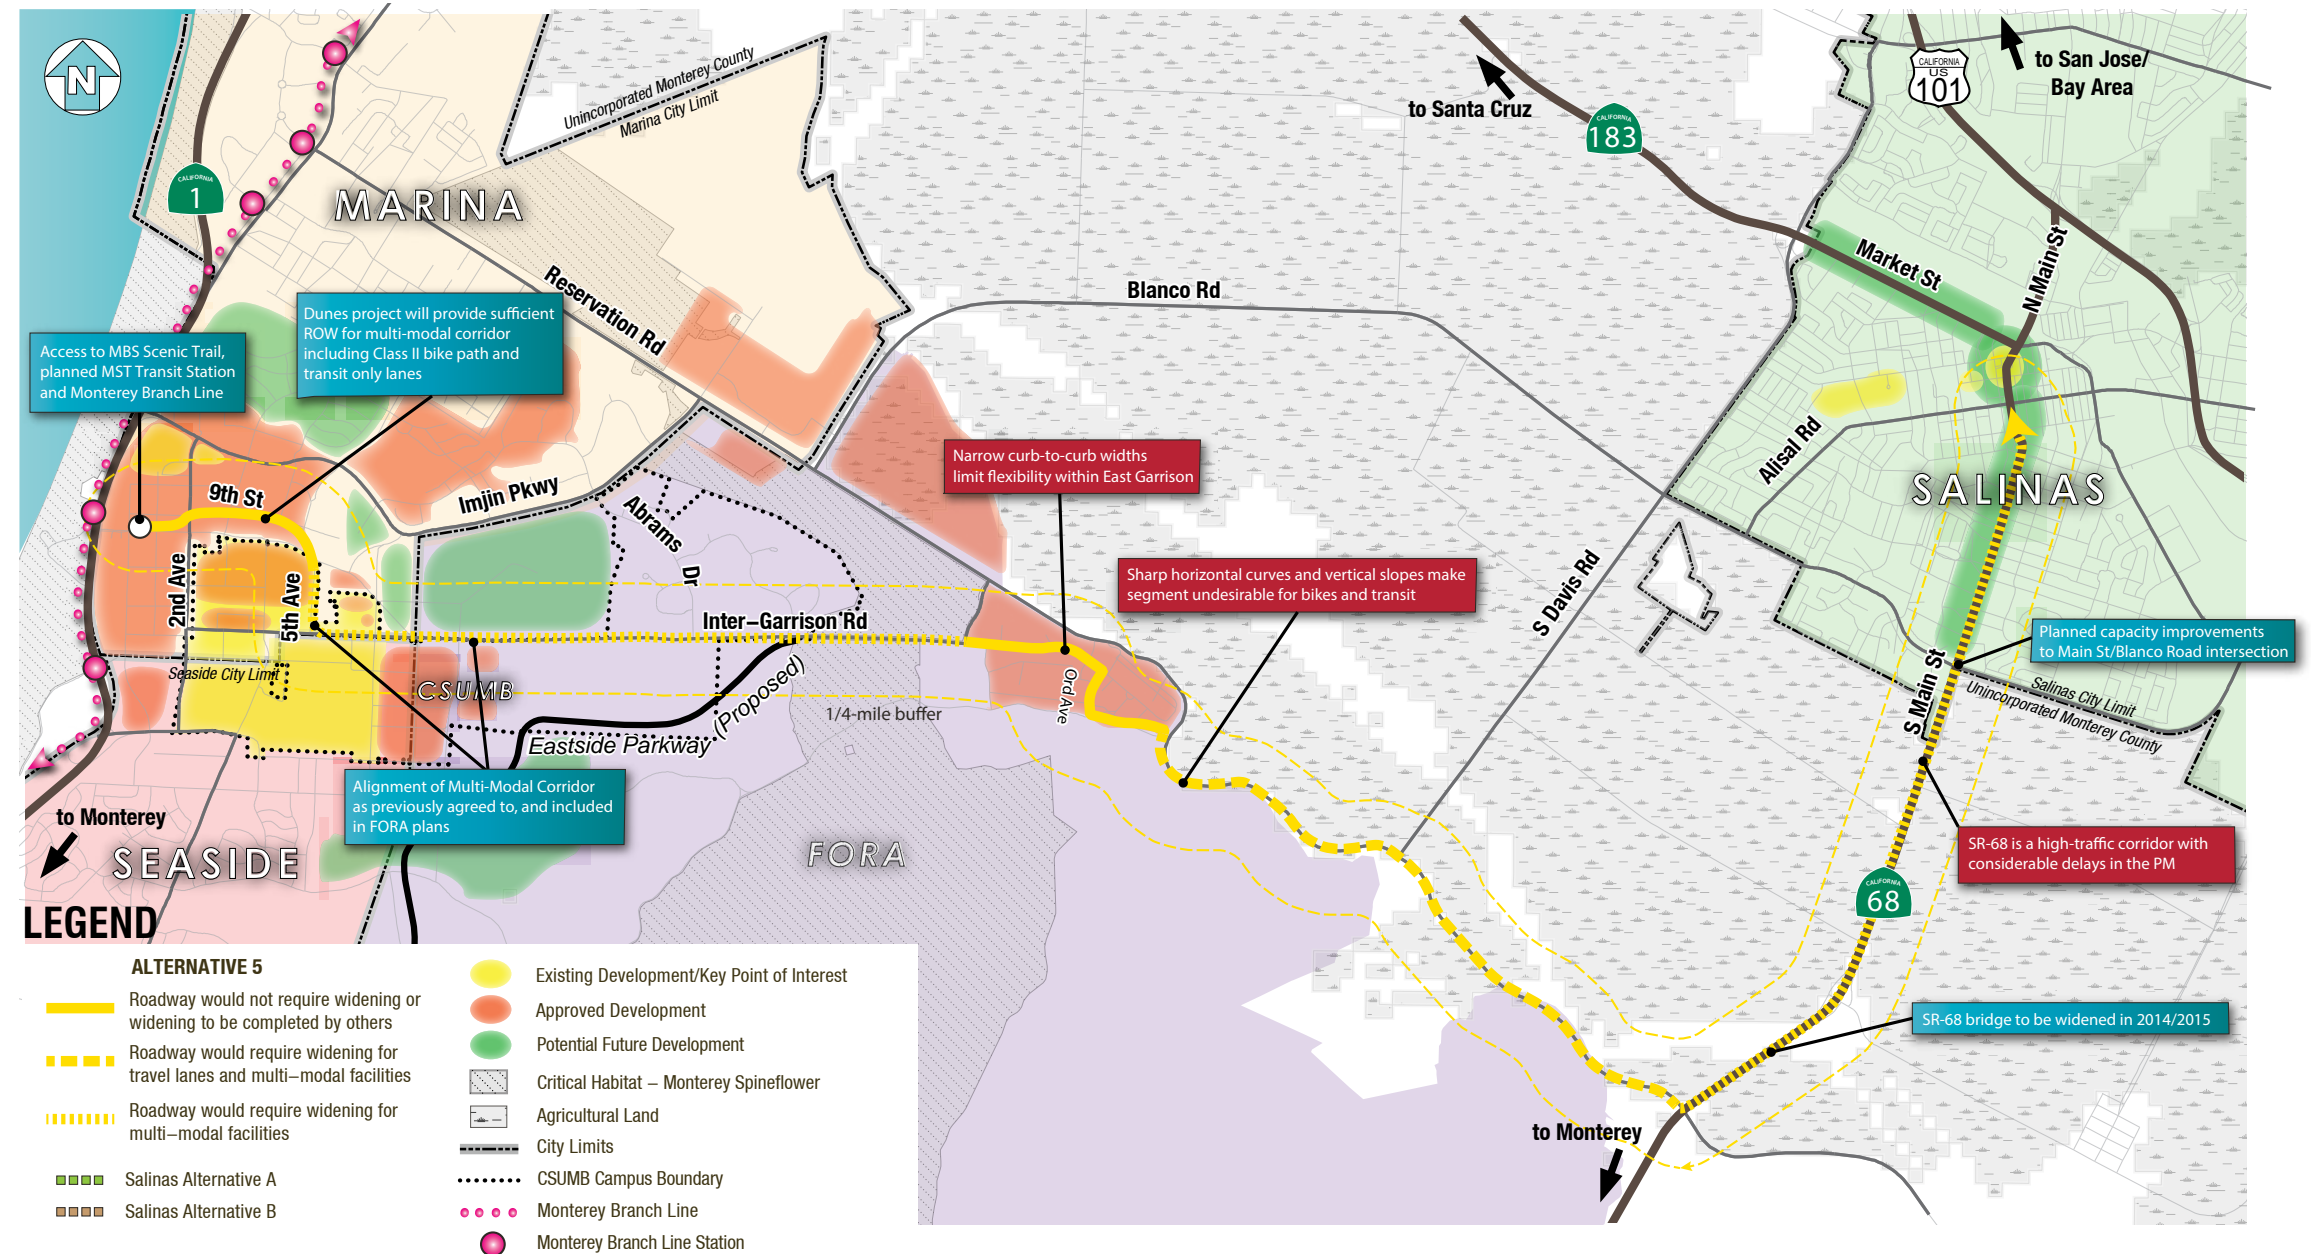 N
CALIFORNIA
1
MARINA
Unincorporated Monterey County
Marina City Limit
to Santa Cruz
CALIFORNIA
183
CALIFORNIA
US
101
to San Jose/
Bay Area
Market St
N Main St
Reservation Rd
Blanco Rd
Dunes project will provide sufficient
ROW for multi-modal corridor
including Class II bike path and
transit only lanes
Access to MBS Scenic Trail,
planned MST Transit Station
and Monterey Branch Line
Alisal Rd
SALINAS
Narrow curb-to-curb widths
limit flexibility within East Garrison
9th St
Imjin Pkwy
Abrams
Dr
2nd Ave
5th Ave
Inter–Garrison Rd
Sharp horizontal curves and vertical slopes make
segment undesirable for bikes and transit
S Davis Rd
Planned capacity improvements
to Main St/Blanco Road intersection
Seaside City Limit
CSUMB
Ord Ave
S Main St
Salinas City Limit
Unincorporated Monterey County
(Proposed)
Eastside Parkway
1/4-mile buffer
Alignment of Multi-Modal Corridor
as previously agreed to, and included
in FORA plans
to Monterey
SEASIDE
FORA
SR-68 is a high-traffic corridor with
considerable delays in the PM
CALIFORNIA
68
SR-68 bridge to be widened in 2014/2015
to Monterey
LEGEND
ALTERNATIVE 5
Roadway would not require widening or
widening to be completed by others
Roadway would require widening for
travel lanes and multi–modal facilities
Roadway would require widening for
multi–modal facilities
Salinas Alternative A
Salinas Alternative B
Existing Development/Key Point of Interest
Approved Development
Potential Future Development
Critical Habitat – Monterey Spineflower
Agricultural Land
City Limits
CSUMB Campus Boundary
Monterey Branch Line
Monterey Branch Line Station